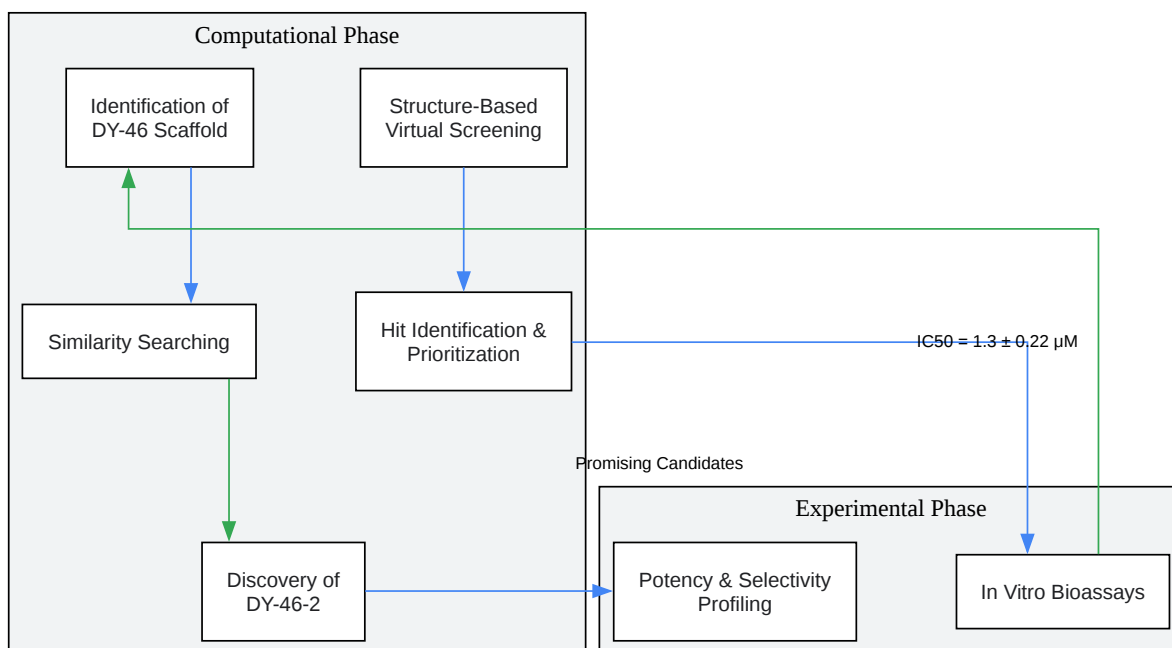 Computational Phase
Identification of
DY-46 Scaffold
Structure-Based
Virtual Screening
Similarity Searching
Hit Identification &
Prioritization
IC50 = 1.3 ± 0.22 μM
Promising Candidates
Experimental Phase
Discovery of
DY-46-2
Potency & Selectivity
Profiling
In Vitro Bioassays